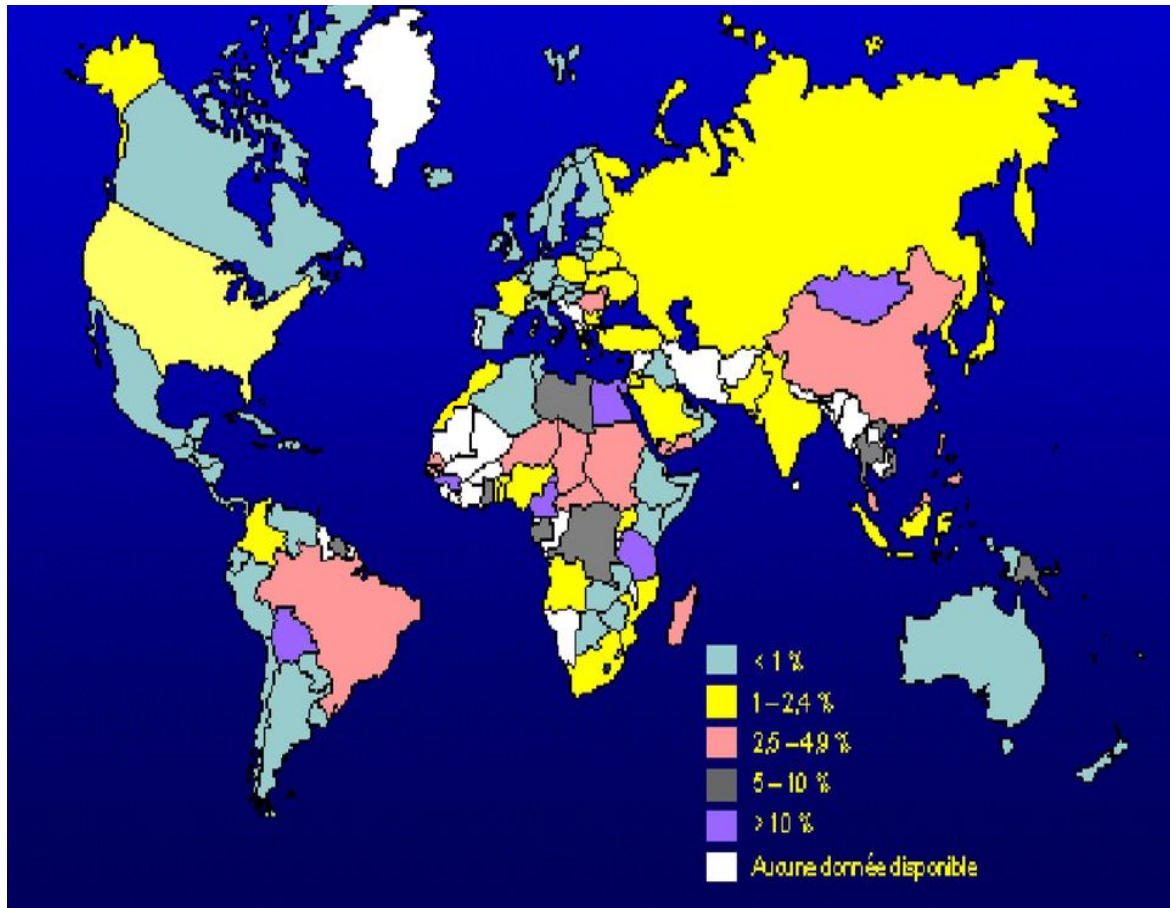 < 1 %
1 – 2,4 %
2,5 – 4,9 %
5 – 10 %
> 10 %
Aucune donnée disponible